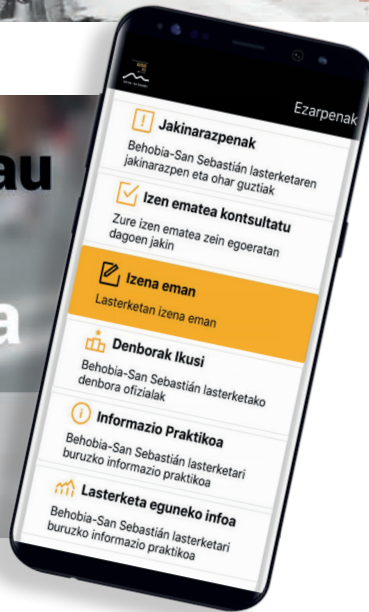 au
a
Ezarpenak
Jakinarazpenak
Behobia-San Sebastián lasterketaren
jakinarazpen eta ohar guztiak
Izen ematea kontsultatu
Zure izen ematea zein egoeratan
dagoen jakin
Izena eman
Lasterketan izena eman
Denborak Ikusi
Behobia-San Sebastián lasterketako
denbora ofizialak
Informazio Praktikoa
Behobia-San Sebastián lasterketari
buruzko informazio praktikoa
Lasterketa eguneko infoa
Behobia-San Sebastián lasterketari
buruzko informazio praktikoa